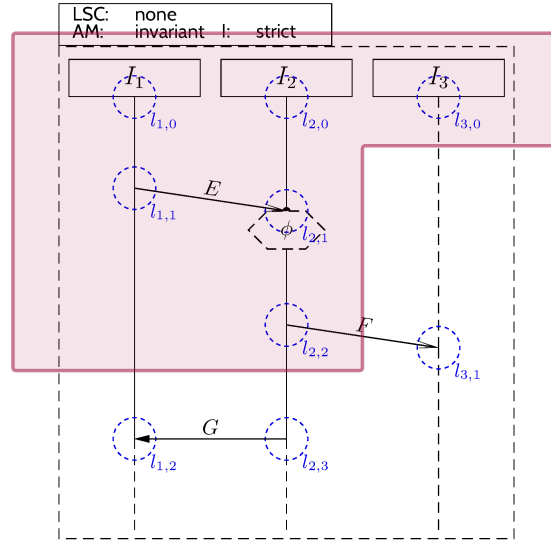 LSC: none
AM: invariant I: strict
I₁ I₂ I₃
l₁,₀ l₂,₀ l₃,₀
E
l₁,₁ l₂,₁
ϕ
F
l₂,₂ l₃,₁
G
l₁,₂ l₂,₃